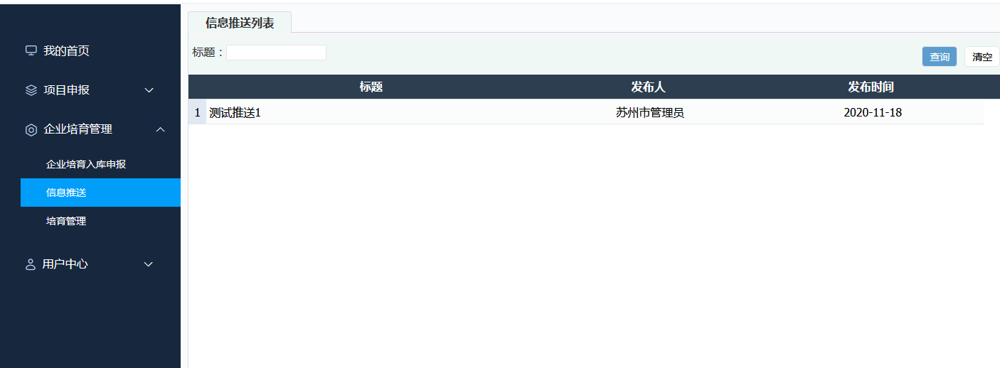 我的首页
项目申报
企业培育管理
企业培育入库申报
信息推送
培育管理
用户中心
信息推送列表
标题：
查询 清空
标题 发布人 发布时间
1 测试推送1 苏州市管理员 2020-11-18